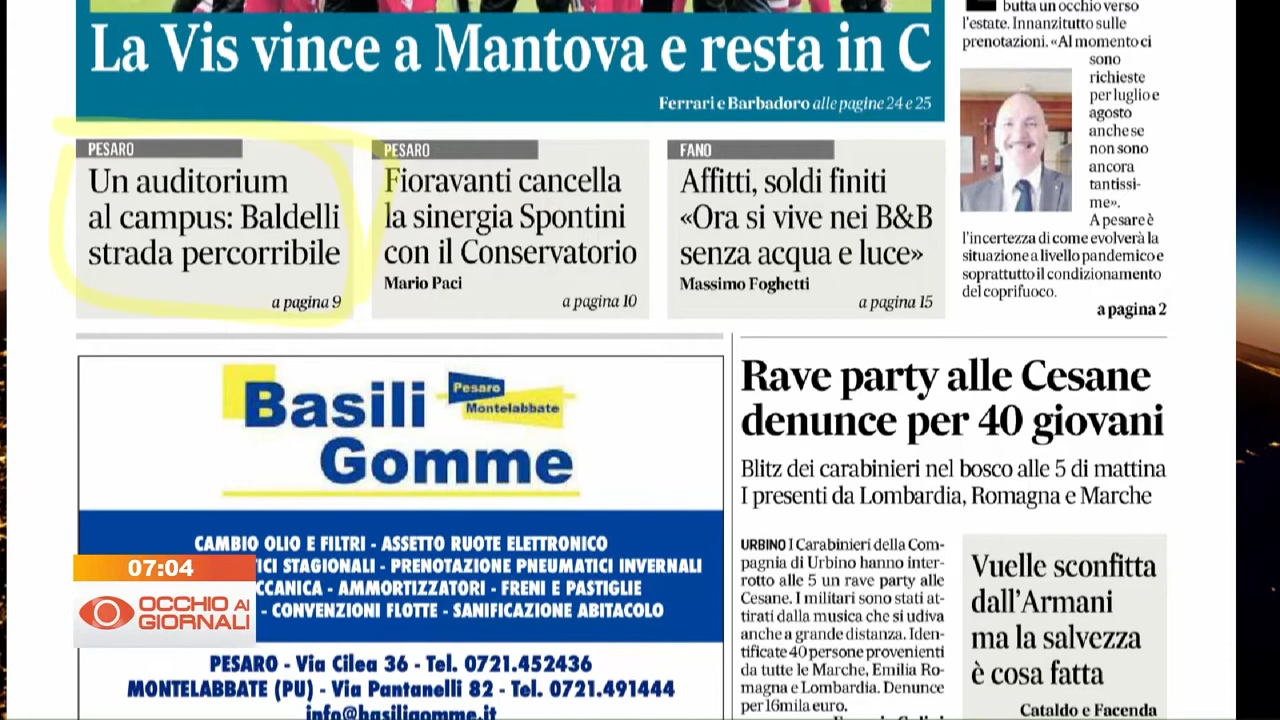 La Vis vince a Mantova e resta in C
Ferrari e Barbadoro alle pagine 24 e 25
PESARO
Un auditorium
al campus: Baldelli
strada percorribile
a pagina 9
PESARO
Fioravanti cancella
la sinergia Spontini
con il Conservatorio
Mario Paci
a pagina 10
FANO
Affitti, soldi finiti
«Ora si vive nei B&B
senza acqua e luce»
Massimo Foghetti
a pagina 15
butta un occhio verso
l'estate. Innanzitutto sulle
prenotazioni. «Al momento ci
sono
richieste
per luglio e
agosto
anche se
non sono
ancora
tantissi-
me».
A pesare è
l'incertezza di come evolverà la
situazione a livello pandemico e
soprattutto il condizionamento
del coprifuoco.
a pagina 2
Basili
Gomme
Pesaro
Montelabbate
CAMBIO OLIO E FILTRI - ASSETTO RUOTE ELETTRONICO
ICI STAGIONALI - PRENOTAZIONE PNEUMATICI INVERNALI
CCANICA - AMMORTIZZATORI - FRENI E PASTIGLIE
- CONVENZIONI FLOTTE - SANIFICAZIONE ABITACOLO
PESARO - Via Cilea 36 - Tel. 0721.452436
MONTELABBATE (PU) - Via Pantanelli 82 - Tel. 0721.491444
info@basiligomme.it
07:04
OCCHIO AI
GIORNALI
Rave party alle Cesane
denunce per 40 giovani
Blitz dei carabinieri nel bosco alle 5 di mattina
I presenti da Lombardia, Romagna e Marche
URBINO I Carabinieri della Com-
pagnia di Urbino hanno inter-
rotto alle 5 un rave party alle
Cesane. I militari sono stati at-
tirati dalla musica che si udiva
anche a grande distanza. Iden-
tificate 40 persone provenienti
da tutte le Marche, Emilia Ro-
magna e Lombardia. Denunce
per 16mila euro.
Vuelle sconfitta
dall'Armani
ma la salvezza
è cosa fatta
Cataldo e Facenda